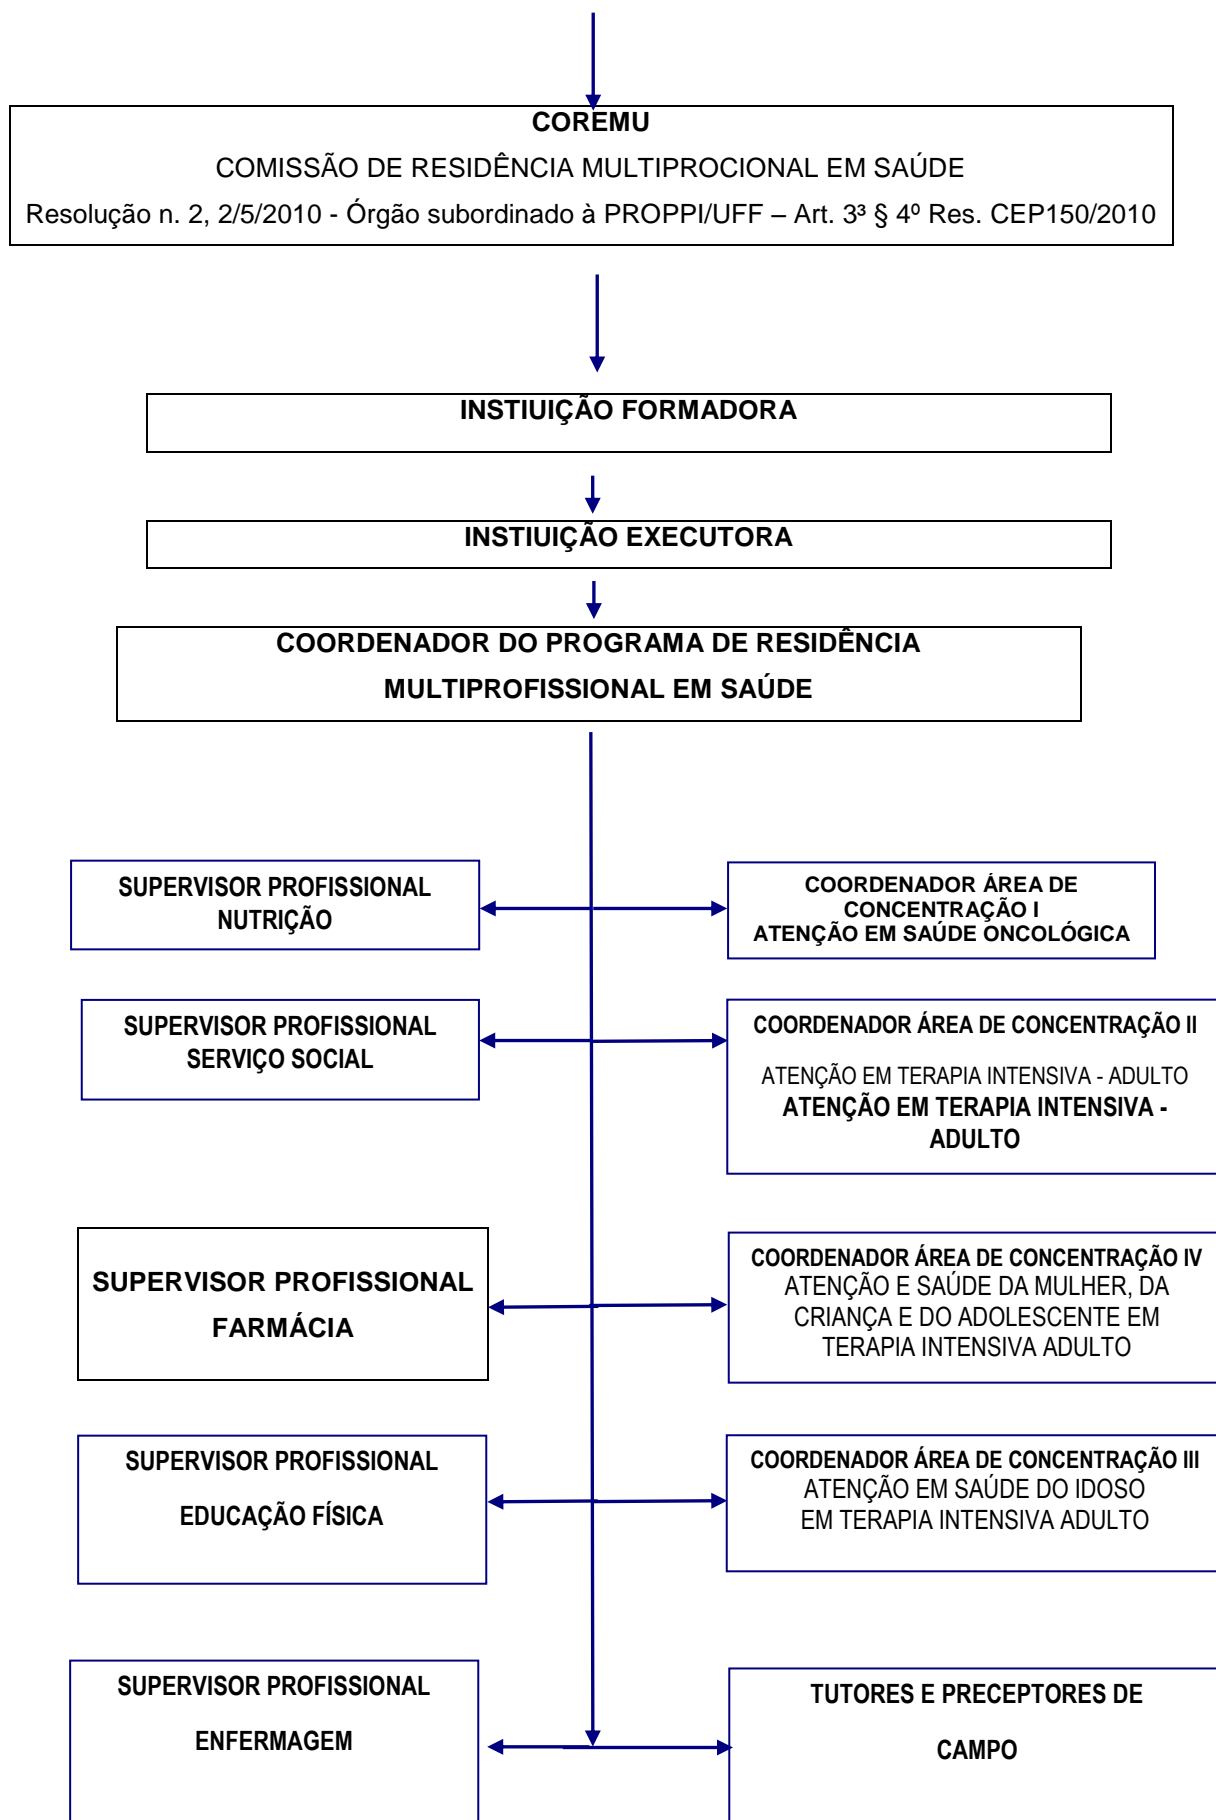 COREMU
COMISSÃO DE RESIDÊNCIA MULTIPROCIONAL EM SAÚDE
Resolução n. 2, 2/5/2010 - Órgão subordinado à PROPPI/UFF – Art. 3³ § 4º Res. CEP150/2010
INSTIUIÇÃO FORMADORA
INSTIUIÇÃO EXECUTORA
COORDENADOR DO PROGRAMA DE RESIDÊNCIA
MULTIPROFISSIONAL EM SAÚDE
SUPERVISOR PROFISSIONAL
NUTRIÇÃO
COORDENADOR ÁREA DE
CONCENTRAÇÃO I
ATENÇÃO EM SAÚDE ONCOLÓGICA
SUPERVISOR PROFISSIONAL
SERVIÇO SOCIAL
COORDENADOR ÁREA DE CONCENTRAÇÃO II
ATENÇÃO EM TERAPIA INTENSIVA - ADULTO
ATENÇÃO EM TERAPIA INTENSIVA -
ADULTO
SUPERVISOR PROFISSIONAL
FARMÁCIA
COORDENADOR ÁREA DE CONCENTRAÇÃO IV
ATENÇÃO E SAÚDE DA MULHER, DA
CRIANÇA E DO ADOLESCENTE EM
TERAPIA INTENSIVA ADULTO
SUPERVISOR PROFISSIONAL
EDUCAÇÃO FÍSICA
COORDENADOR ÁREA DE CONCENTRAÇÃO III
ATENÇÃO EM SAÚDE DO IDOSO
EM TERAPIA INTENSIVA ADULTO
SUPERVISOR PROFISSIONAL
ENFERMAGEM
TUTORES E PRECEPTORES DE
CAMPO